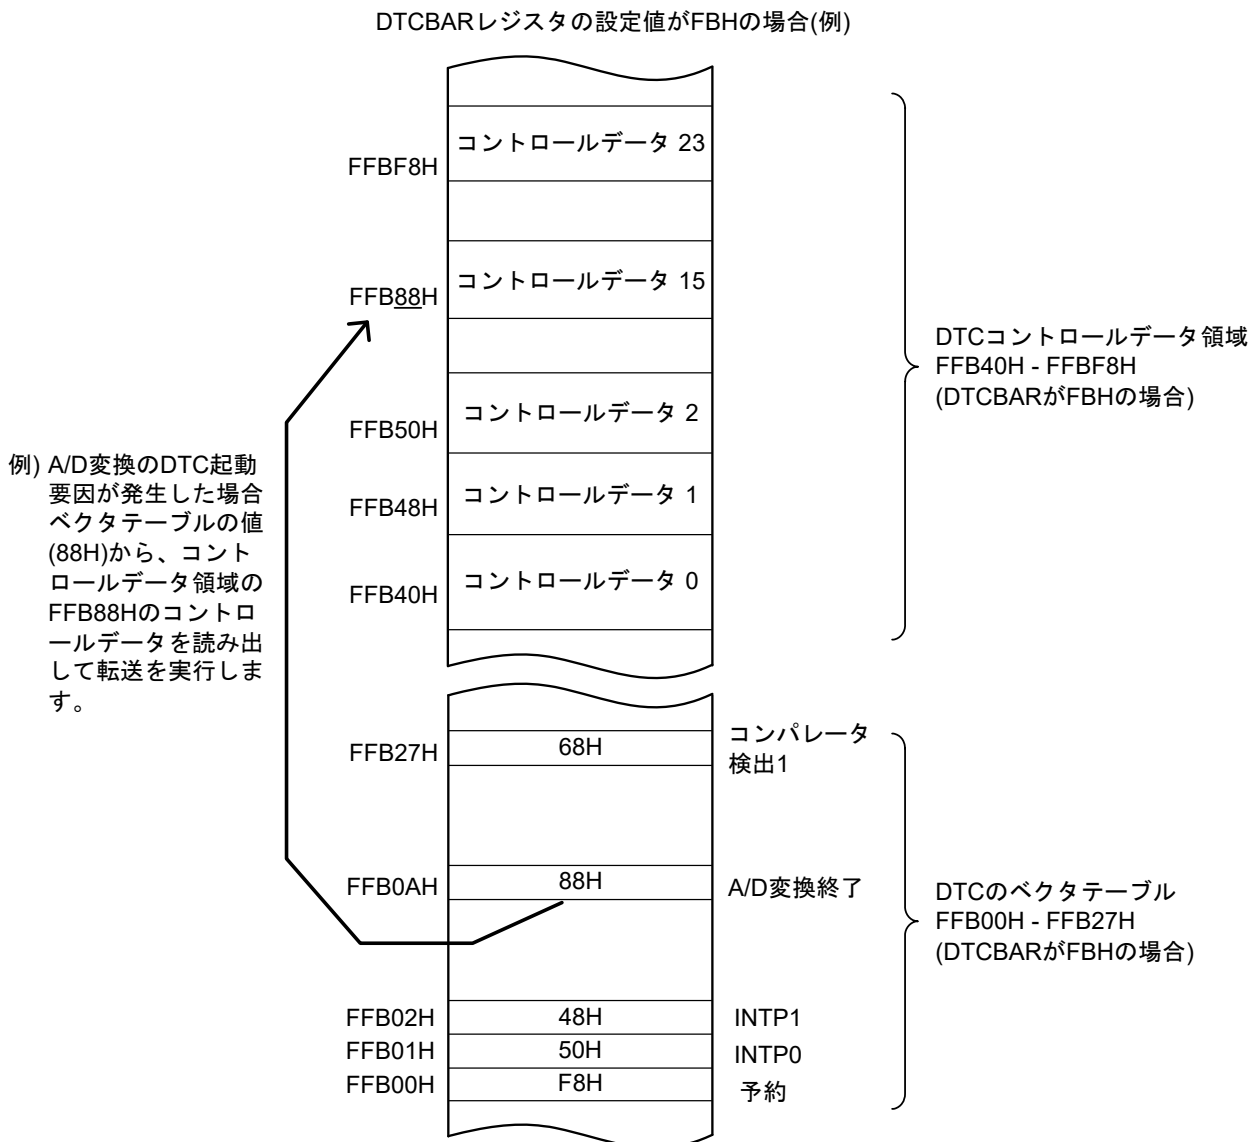 DTCBARレジスタの設定値がFBHの場合(例)
コントロールデータ 23
FFBF8H
コントロールデータ 15
FFB88H
DTCコントロールデータ領域
FFB40H - FFBF8H
(DTCBARがFBHの場合)
コントロールデータ 2
FFB50H
コントロールデータ 1
FFB48H
コントロールデータ 0
FFB40H
例) A/D変換のDTC起動
要因が発生した場合
ベクタテーブルの値
(88H)から、コント
ロールデータ領域の
FFB88Hのコントロ
ールデータを読み出
して転送を実行しま
す。
FFB27H
68H
コンパレータ
検出1
FFB0AH
88H
A/D変換終了
DTCのベクタテーブル
FFB00H - FFB27H
(DTCBARがFBHの場合)
FFB02H
48H
INTP1
FFB01H
50H
INTP0
FFB00H
F8H
予約